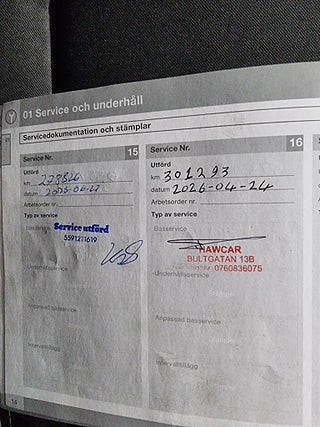 01 Service och underhåll
Servicedokumentation och stämplar
Service Nr. 15
Utförd
km 278826
datum
Arbetsorder nr.
Typ av service
Service utförd
5591211619
Underhållsservice
Anpassad basservice
Intervalltillägg
14
Service Nr. 16
Utförd
km 301293
datum 2026-04-24
Arbetsorder nr.
Typ av service
Basservice
HAWCAR
BULTGATAN 13B
0760836075
Underhållsservice
Anpassad basservice
Intervalltillägg